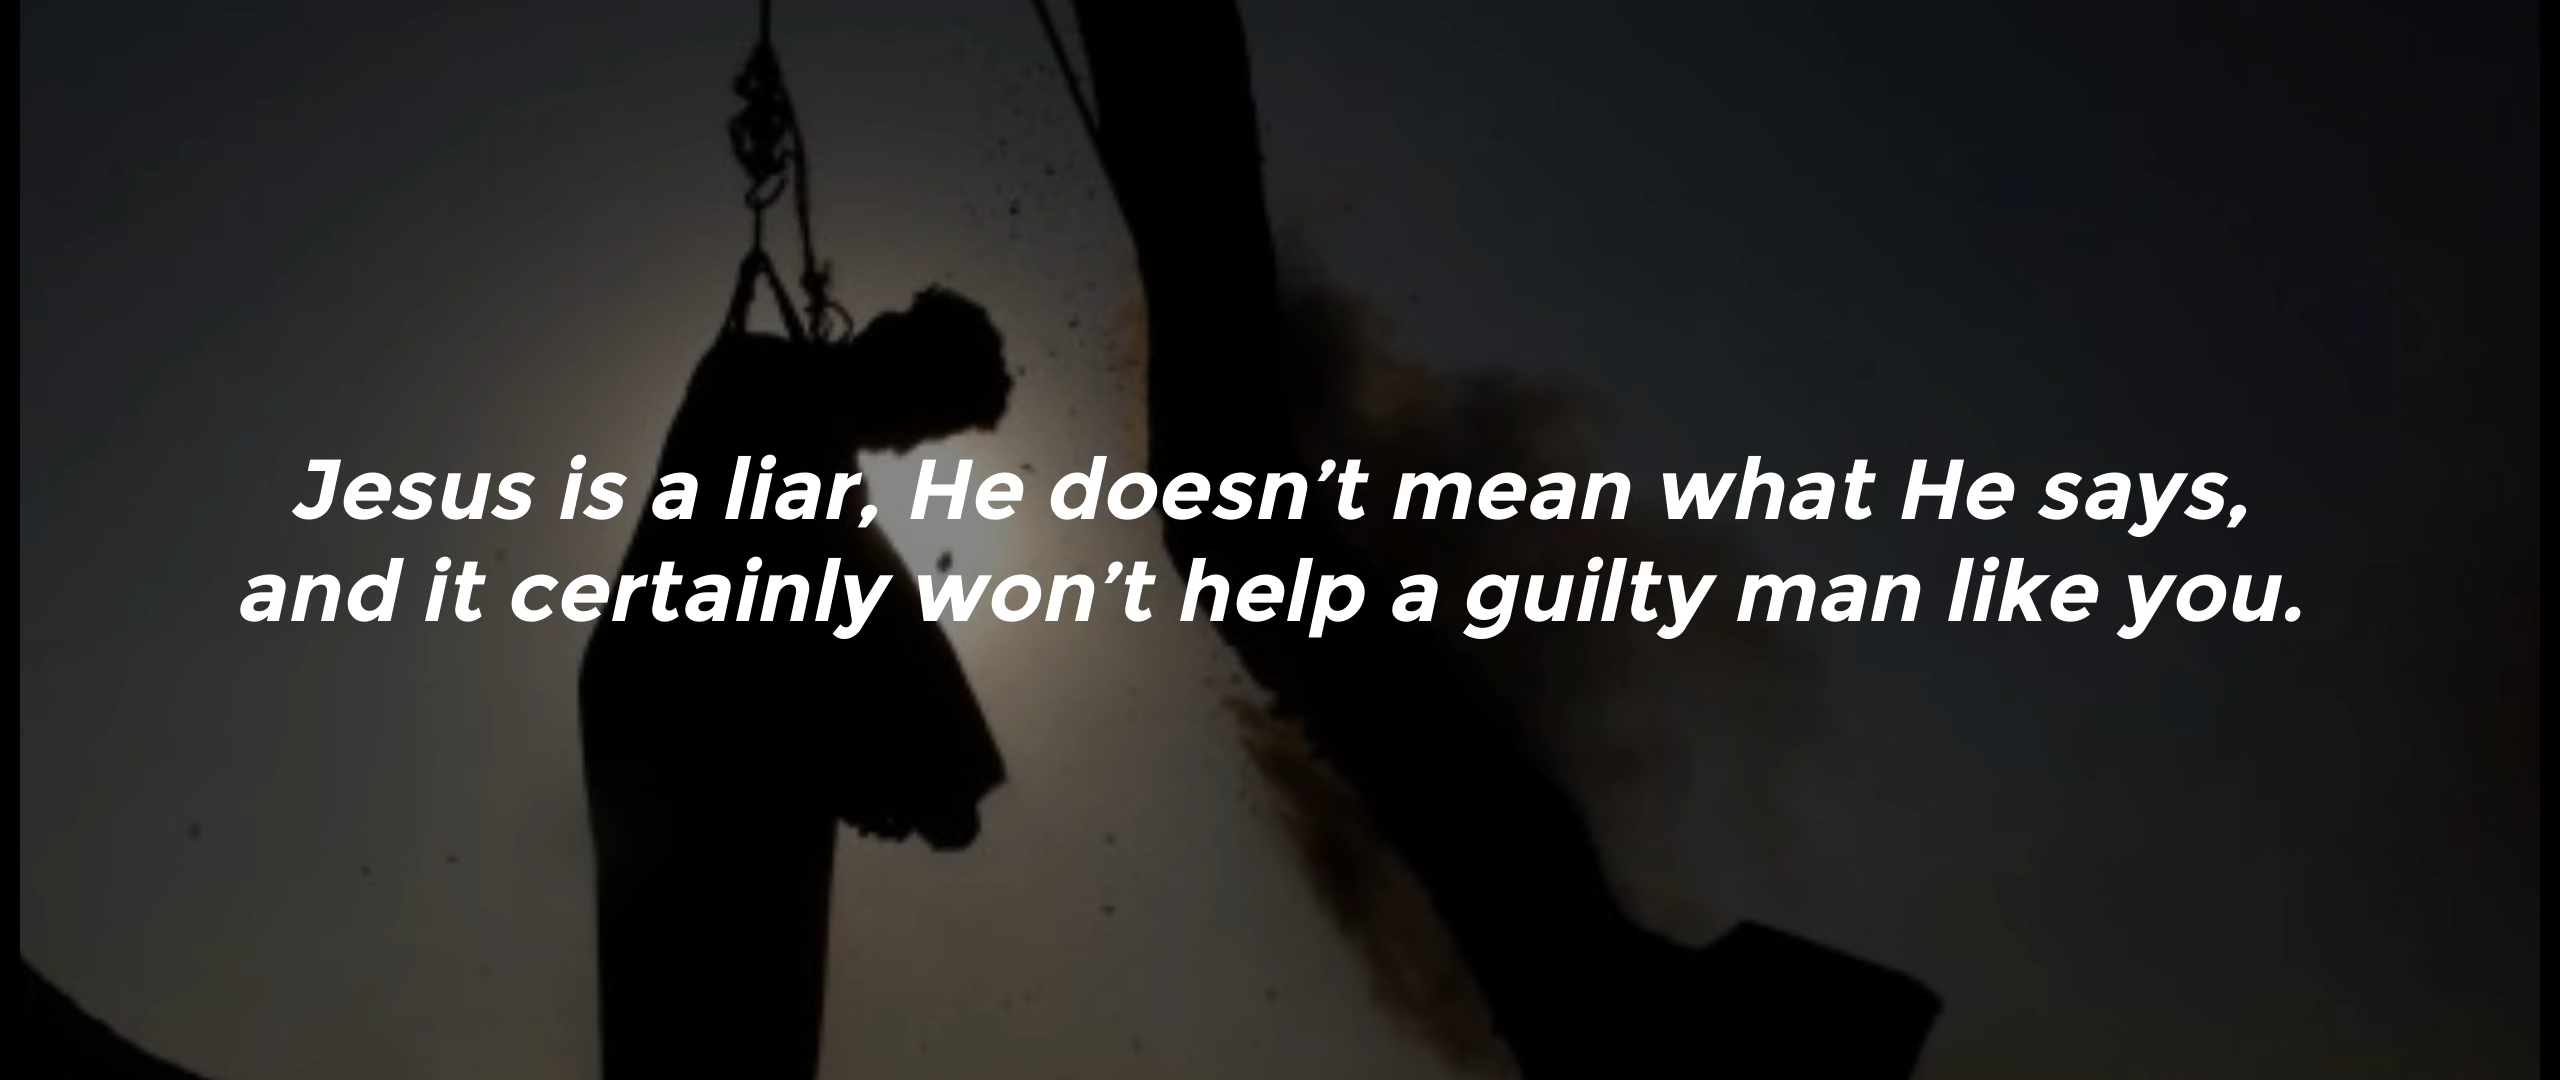 Jesus is a liar, He doesn’t mean what He says,
and it certainly won’t help a guilty man like you.